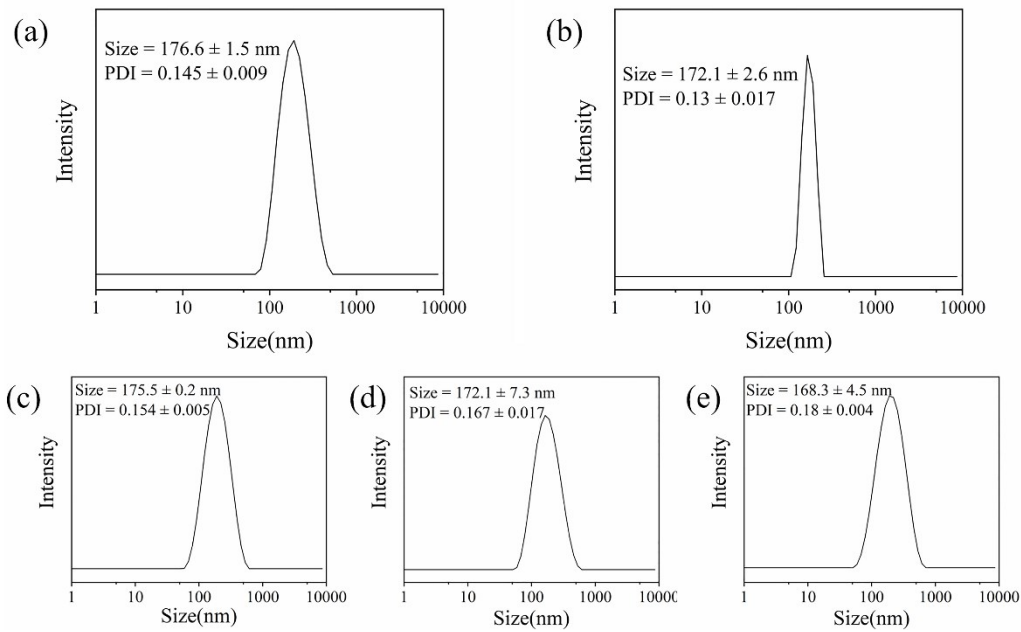 (a)
Size = 176.6 ± 1.5 nm
PDI = 0.145 ± 0.009
Intensity
1 10 100 1000 10000
Size(nm)
(b)
Size = 172.1 ± 2.6 nm
PDI = 0.13 ± 0.017
Intensity
1 10 100 1000 10000
Size(nm)
(c)
Size = 175.5 ± 0.2 nm
PDI = 0.154 ± 0.005
Intensity
1 10 100 1000 10000
Size(nm)
(d)
Size = 172.1 ± 7.3 nm
PDI = 0.167 ± 0.017
Intensity
1 10 100 1000 10000
Size(nm)
(e)
Size = 168.3 ± 4.5 nm
PDI = 0.18 ± 0.004
Intensity
1 10 100 1000 10000
Size(nm)